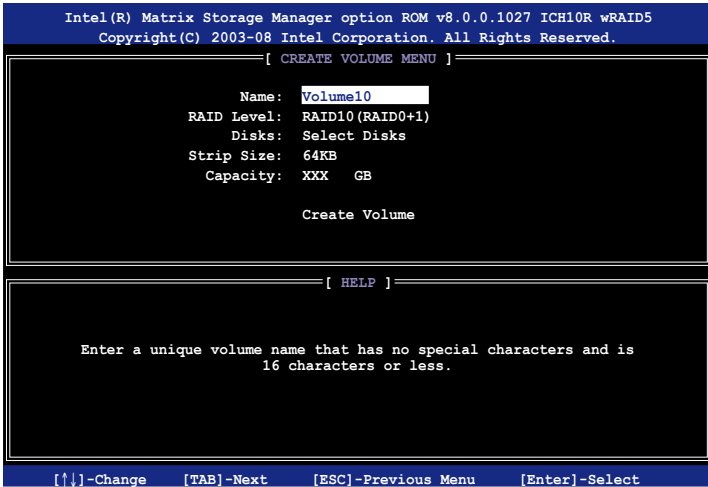 Intel(R) Matrix Storage Manager option ROM v8.0.0.1027 ICH10R wRAID5
Copyright(C) 2003-08 Intel Corporation. All Rights Reserved.
[ CREATE VOLUME MENU ]
Name: Volume10
RAID Level: RAID10(RAID0+1)
Disks: Select Disks
Strip Size: 64KB
Capacity: XXX GB
Create Volume
[ HELP ]
Enter a unique volume name that has no special characters and is
16 characters or less.
[↑↓]-Change [TAB]-Next [ESC]-Previous Menu [Enter]-Select